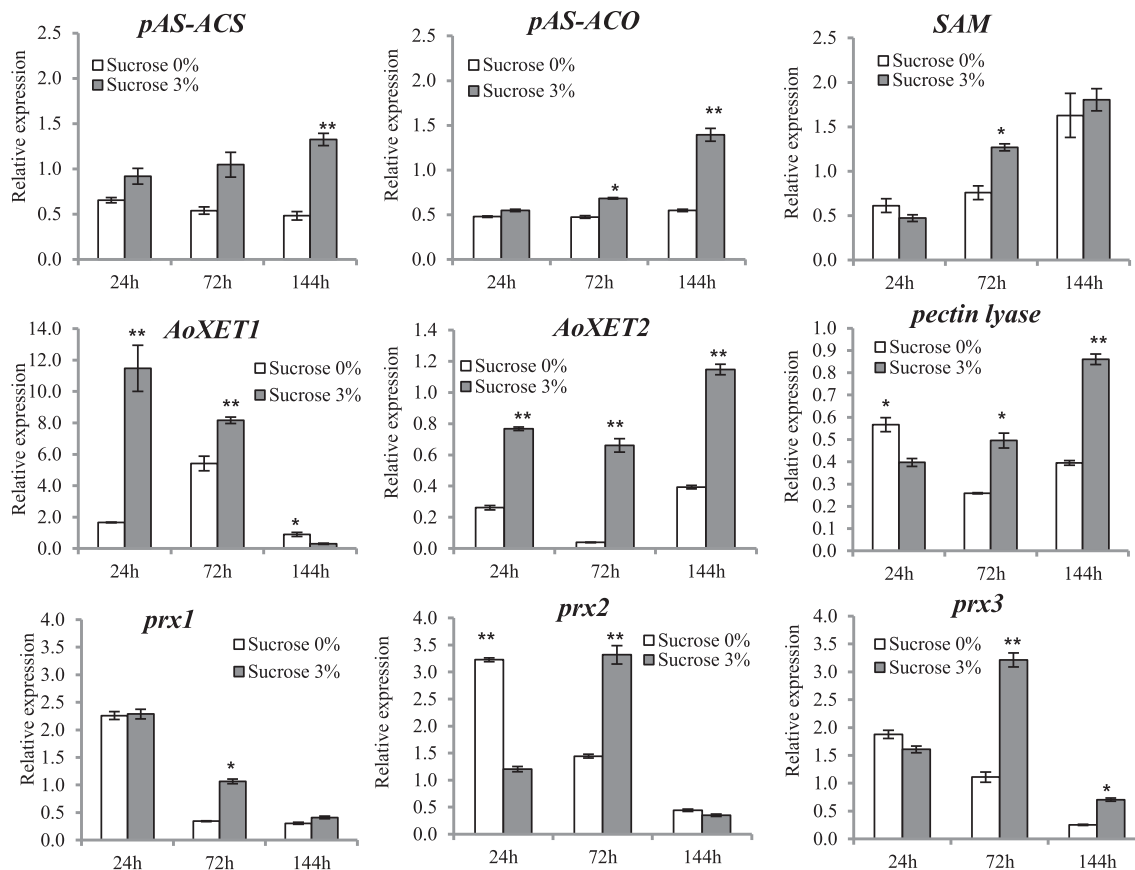 pAS-ACS
Relative expression
2.5
2.0
1.5
1.0
0.5
0.0
Sucrose 0%
Sucrose 3%
**
24h 72h 144h
pAS-ACO
Relative expression
2.5
2.0
1.5
1.0
0.5
0.0
Sucrose 0%
Sucrose 3%
*
**
24h 72h 144h
SAM
Relative expression
2.5
2.0
1.5
1.0
0.5
0.0
Sucrose 0%
Sucrose 3%
*
24h 72h 144h
AoXET1
Relative expression
14.0
12.0
10.0
8.0
6.0
4.0
2.0
0.0
Sucrose 0%
Sucrose 3%
**
**
*
24h 72h 144h
AoXET2
Relative expression
1.4
1.2
1.0
0.8
0.6
0.4
0.2
0.0
Sucrose 0%
Sucrose 3%
**
**
**
24h 72h 144h
pectin lyase
Relative expression
1.0
0.9
0.8
0.7
0.6
0.5
0.4
0.3
0.2
0.1
0.0
Sucrose 0%
Sucrose 3%
*
*
**
24h 72h 144h
prx1
Relative expression
4.0
3.5
3.0
2.5
2.0
1.5
1.0
0.5
0.0
Sucrose 0%
Sucrose 3%
*
24h 72h 144h
prx2
Relative expression
4.0
3.5
3.0
2.5
2.0
1.5
1.0
0.5
0.0
Sucrose 0%
Sucrose 3%
**
**
24h 72h 144h
prx3
Relative expression
4.0
3.5
3.0
2.5
2.0
1.5
1.0
0.5
0.0
Sucrose 0%
Sucrose 3%
**
*
24h 72h 144h